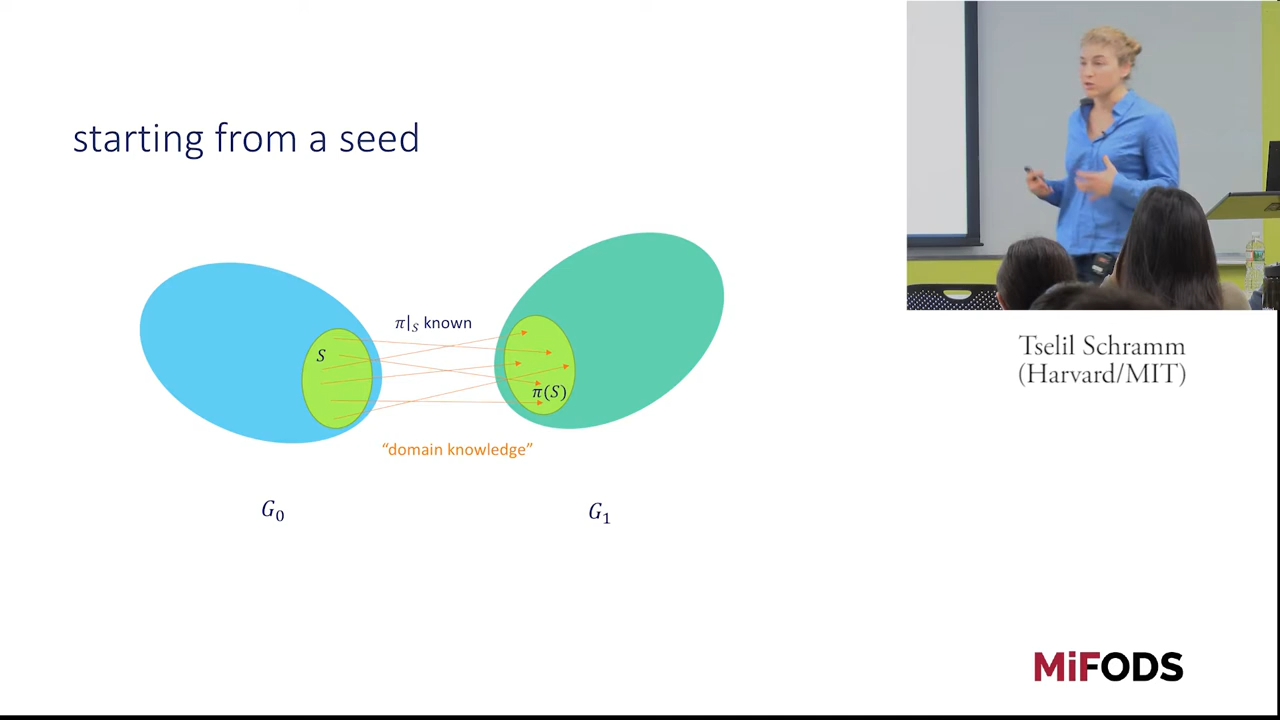 starting from a seed
π|ₛ known
S
π(S)
“domain knowledge”
G₀
G₁
Tselil Schramm
(Harvard/MIT)
MiFODS